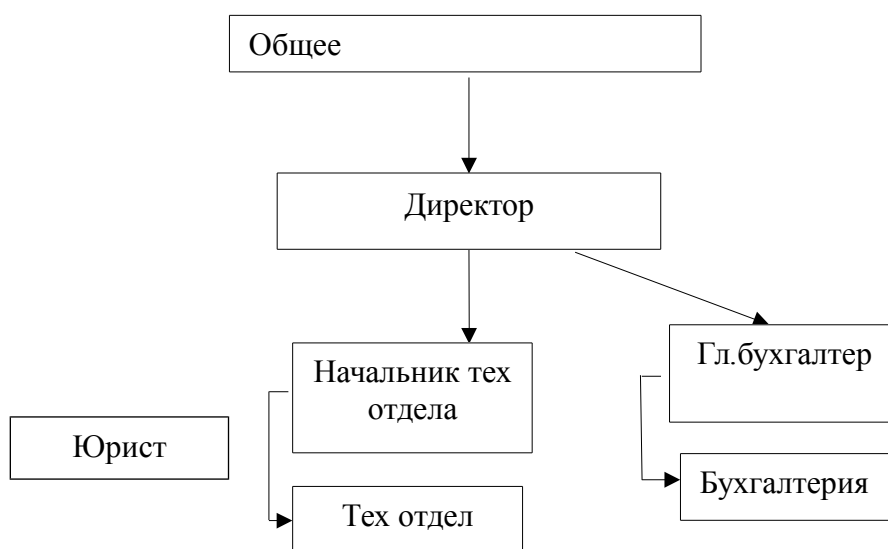 Общее
Директор
Начальник тех
отдела
Гл.бухгалтер
Юрист
Тех отдел
Бухгалтерия